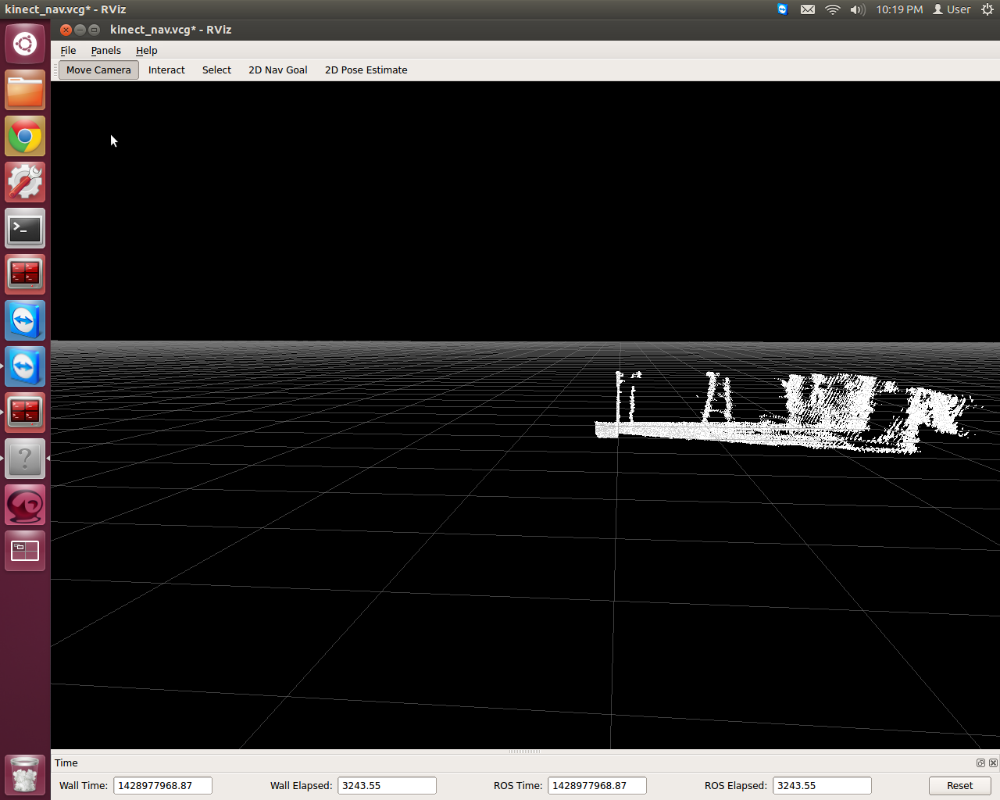 kinect_nav.vcg* - RViz
10:19 PM User
kinect_nav.vcg* - RViz
File Panels Help
Move Camera Interact Select 2D Nav Goal 2D Pose Estimate
Time
Wall Time: 1428977968.87 Wall Elapsed: 3243.55 ROS Time: 1428977968.87 ROS Elapsed: 3243.55 Reset